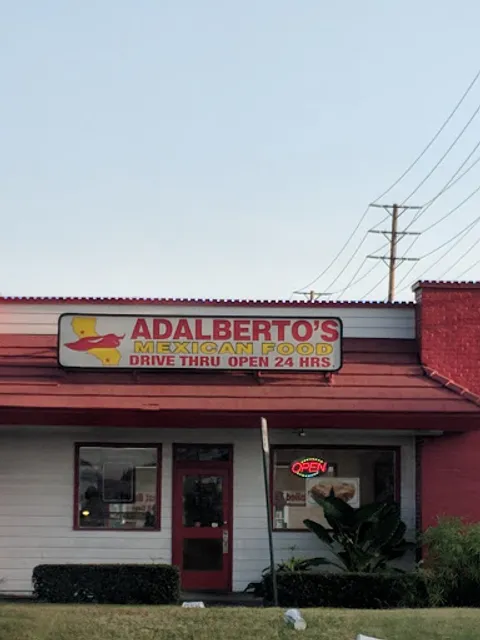 ADALBERTO'S
MEXICAN FOOD
DRIVE THRU OPEN 24 HRS.
OPEN